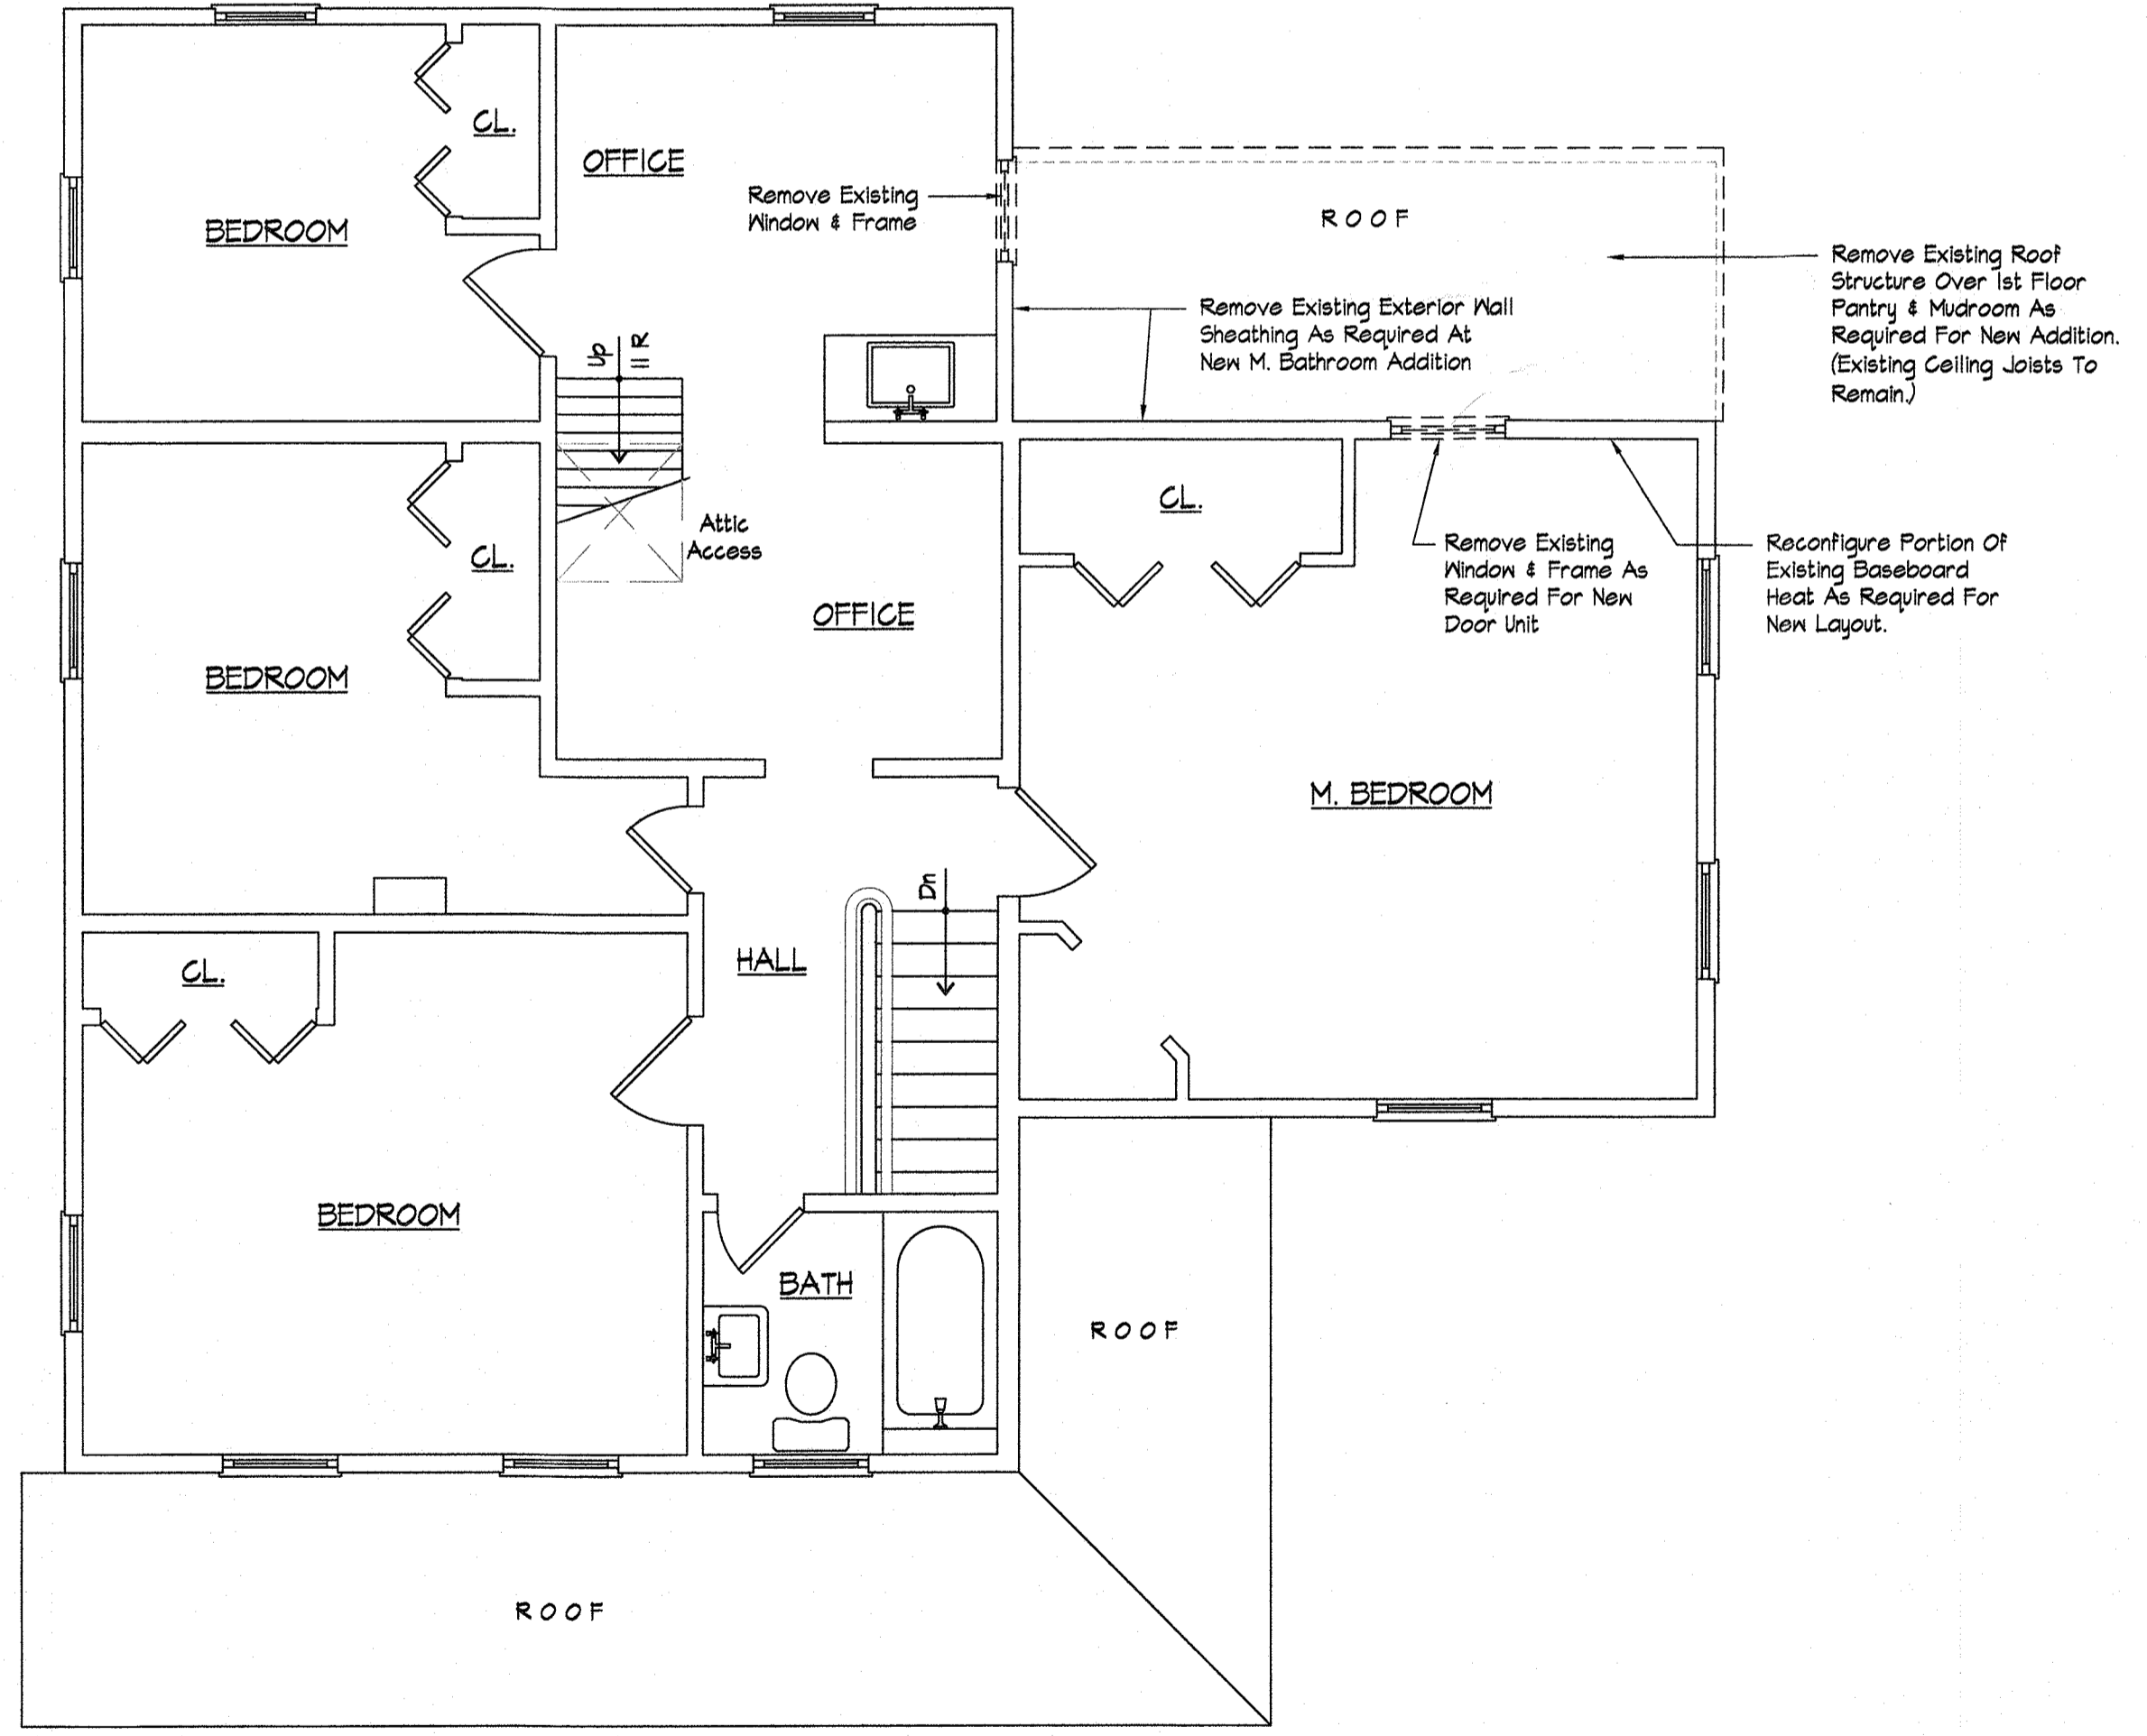 CL.
OFFICE
BEDROOM
Remove Existing
Window & Frame
ROOF
Remove Existing Roof
Structure Over 1st Floor
Pantry & Mudroom As
Required For New Addition.
(Existing Ceiling Joists To
Remain.)
Remove Existing Exterior Wall
Sheathing As Required At
New M. Bathroom Addition
Up
11 R
CL.
Attic
Access
CL.
Remove Existing
Window & Frame As
Required For New
Door Unit
Reconfigure Portion Of
Existing Baseboard
Heat As Required For
New Layout.
OFFICE
BEDROOM
M. BEDROOM
Dn
HALL
CL.
BEDROOM
BATH
ROOF
ROOF